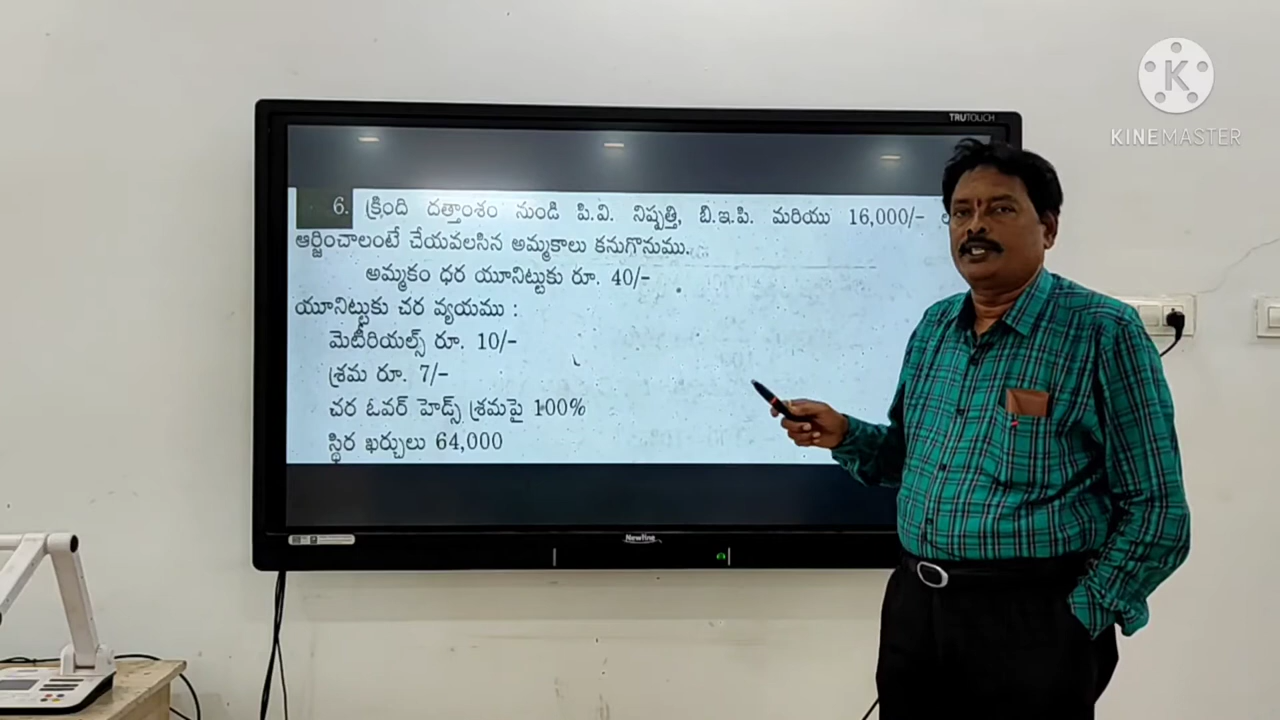 K
KINEMASTER
TRUTOUCH
6. క్రింది దత్తాంశం నుండి పి.వి. నిష్పత్తి, బి.ఇ.పి. మరియు 16,000/-
ఆర్జించాలంటే చేయవలసిన అమ్మకాలు కనుగొనుము.
అమ్మకం ధర యూనిట్టుకు రూ. 40/-
యూనిట్టుకు చర వ్యయము :
మెటీరియల్స్ రూ. 10/-
శ్రమ రూ. 7/-
చర ఓవర్ హెడ్స్ శ్రమపై 100%
స్థిర ఖర్చులు 64,000
Newline